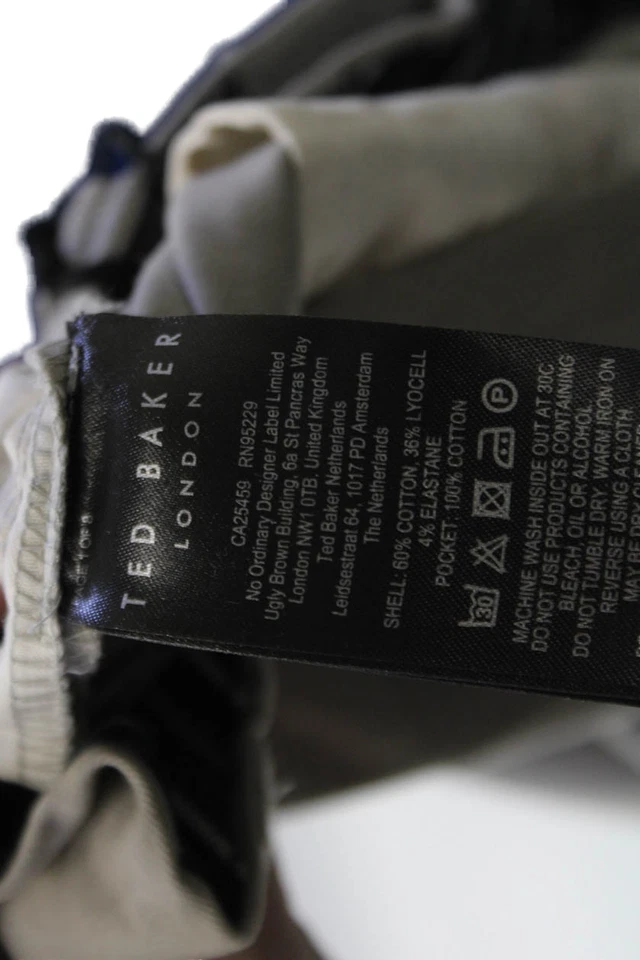 TED BAKER
LONDON
CA25459 RN95229
No Ordinary Designer Label Limited
Ugly Brown Building, 6a St Pancras Way
London NW1 0TB, United Kingdom
Ted Baker Netherlands
Leidsestraat 64, 1017 PD Amsterdam
The Netherlands
SHELL: 60% COTTON, 36% LYOCELL
4% ELASTANE
POCKET: 100% COTTON
30 P
MACHINE WASH INSIDE OUT AT 30C
DO NOT USE PRODUCTS CONTAINING
BLEACH, OIL OR ALCOHOL
DO NOT TUMBLE DRY. WARM IRON ON
REVERSE USING A CLOTH